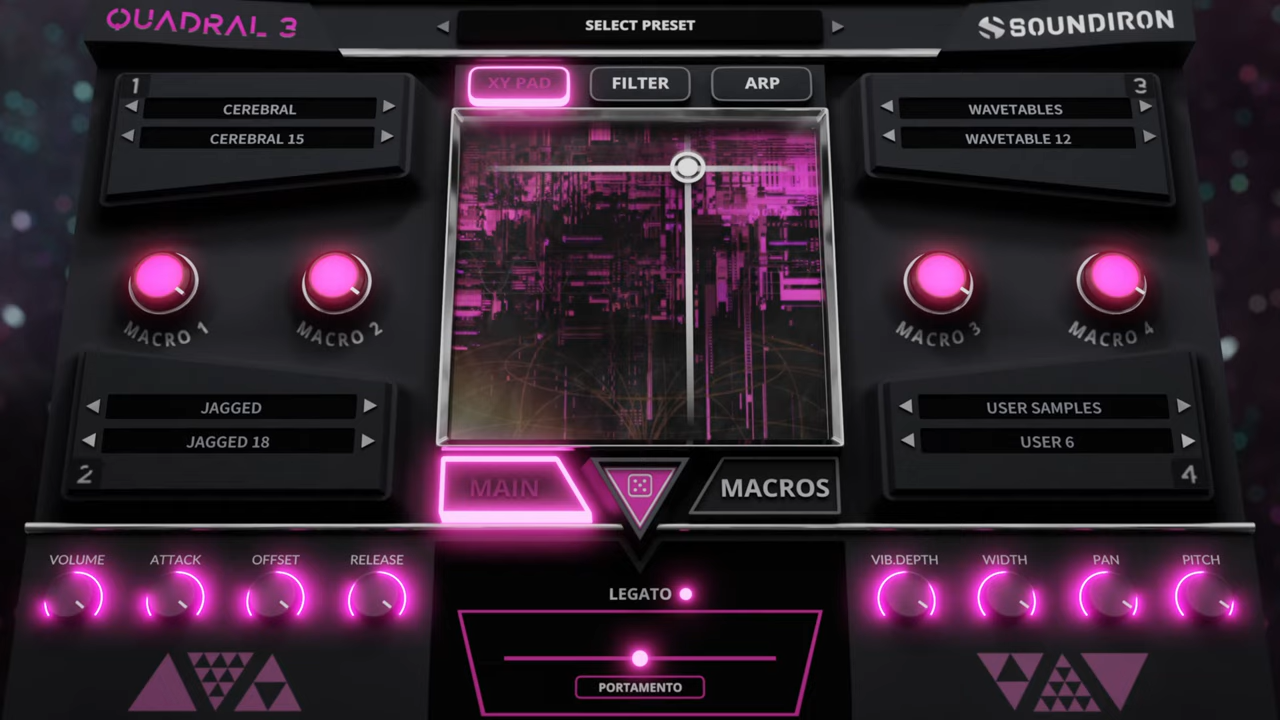 QUADRAL 3
SELECT PRESET
SOUNDIRON
1
CEREBRAL
CEREBRAL 15
XY PAD
FILTER
ARP
3
WAVETABLES
WAVETABLE 12
MACRO 1
MACRO 2
MACRO 3
MACRO 4
JAGGED
JAGGED 18
2
USER SAMPLES
USER 6
4
MAIN
MACROS
VOLUME
ATTACK
OFFSET
RELEASE
VIB.DEPTH
WIDTH
PAN
PITCH
LEGATO
PORTAMENTO